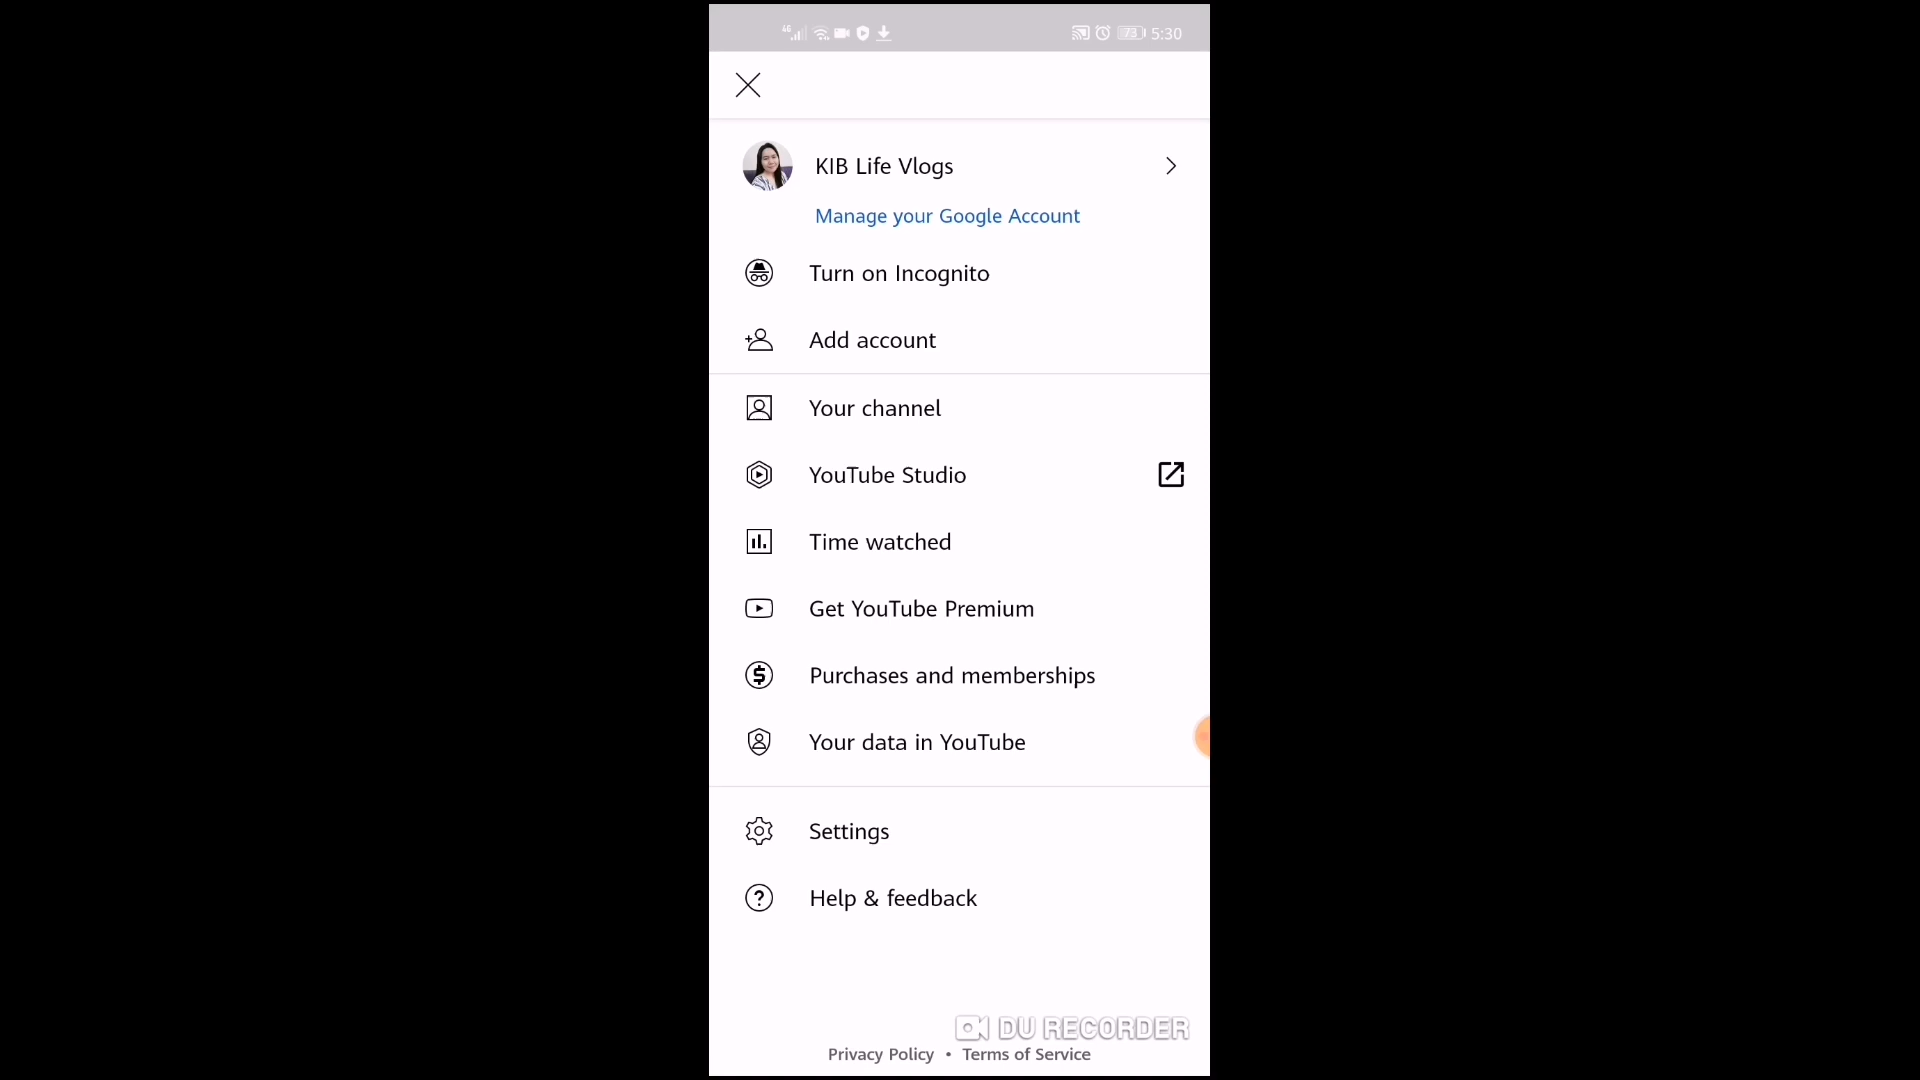 4G 73 5:30
KIB Life Vlogs
Manage your Google Account
Turn on Incognito
Add account
Your channel
YouTube Studio
Time watched
Get YouTube Premium
Purchases and memberships
Your data in YouTube
Settings
Help & feedback
DU RECORDER
Privacy Policy • Terms of Service